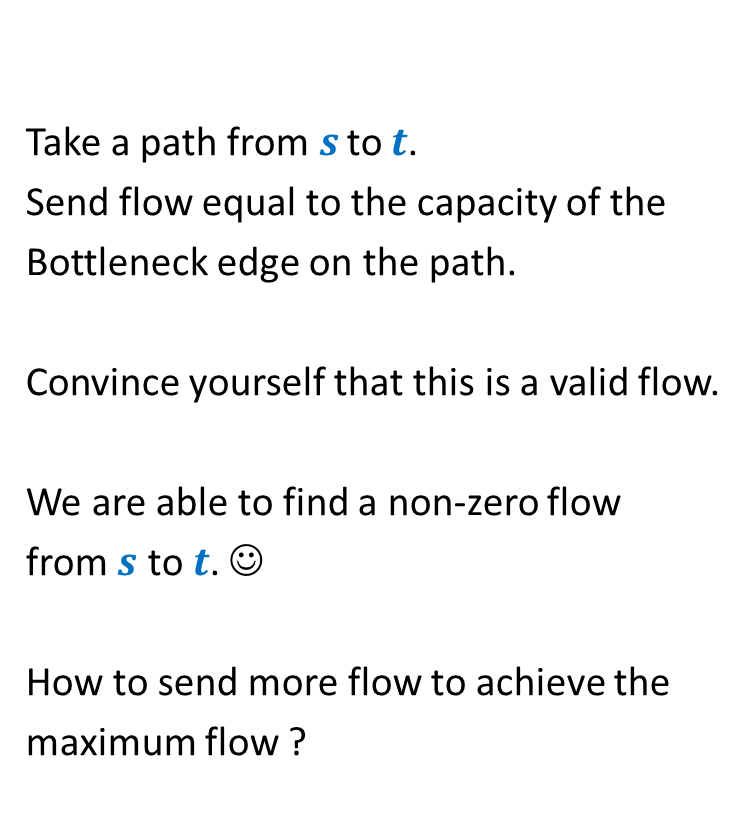 Take a path from s to t.
Send flow equal to the capacity of the
Bottleneck edge on the path.
Convince yourself that this is a valid flow.
We are able to find a non-zero flow
from s to t. ☺
How to send more flow to achieve the
maximum flow ?